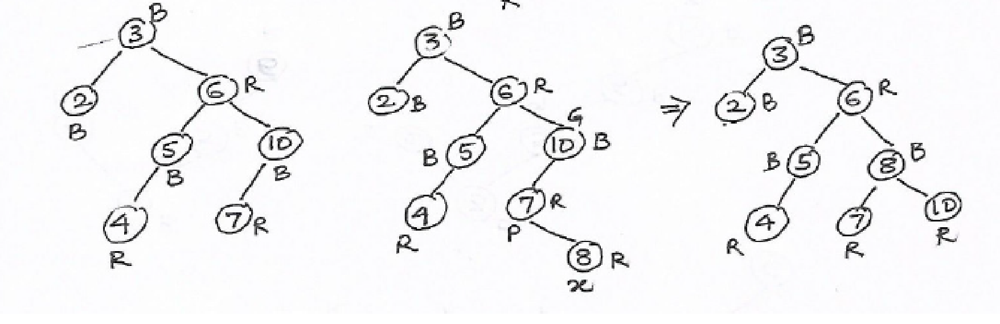 3 B
2 B
6 R
5 B
10 B
4 R
7 R
3 B
2 B
6 R
G
B 5
10 B
4 R
7 R
P
8 R
x
⇒
3 B
2 B
6 R
B 5
8 B
4 R
7 R
10 R